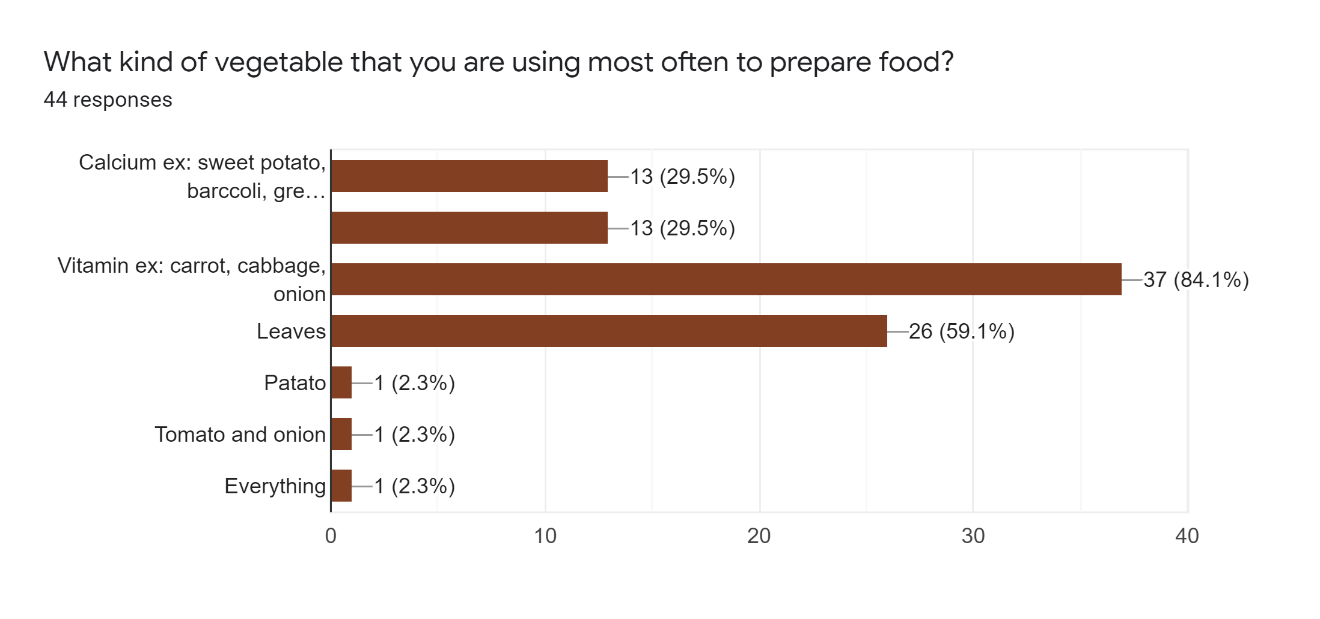 What kind of vegetable that you are using most often to prepare food?
44 responses
Calcium ex: sweet potato,
barccoli, gre…
13 (29.5%)
13 (29.5%)
Vitamin ex: carrot, cabbage,
onion
37 (84.1%)
Leaves
26 (59.1%)
Patato
1 (2.3%)
Tomato and onion
1 (2.3%)
Everything
1 (2.3%)
0 10 20 30 40